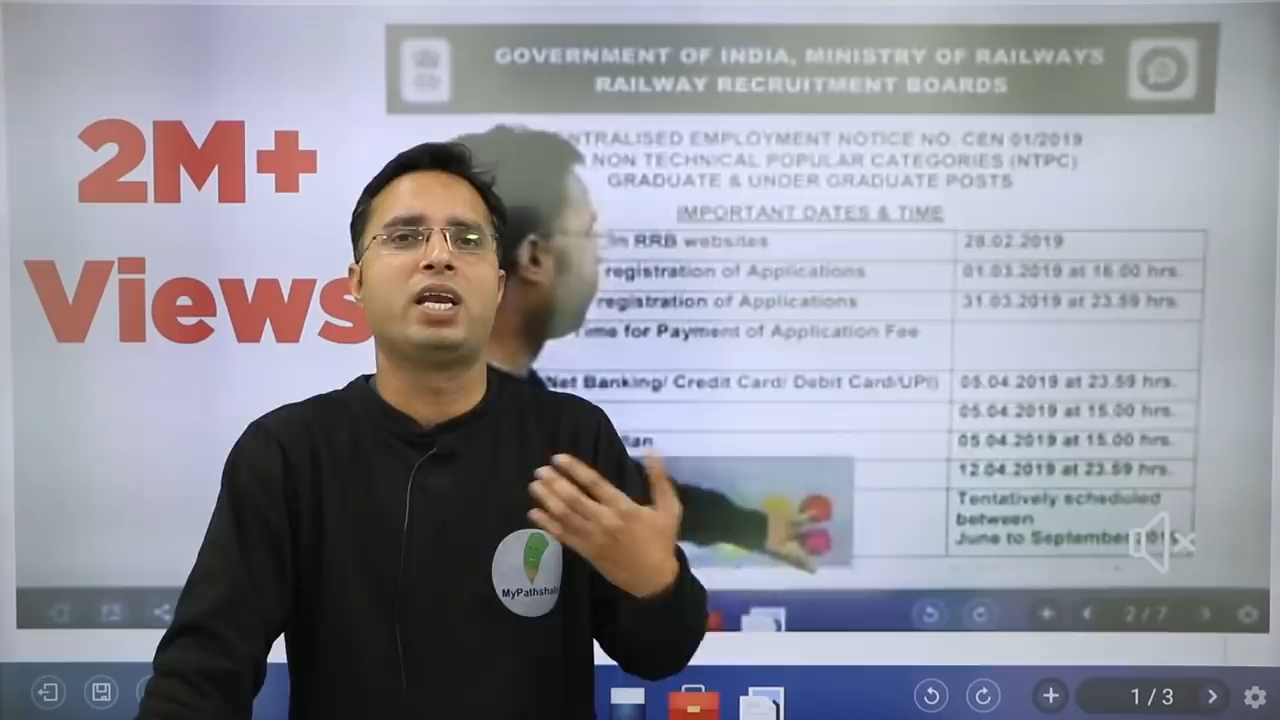 2M+
Views
GOVERNMENT OF INDIA, MINISTRY OF RAILWAYS
RAILWAY RECRUITMENT BOARDS
NTRALISED EMPLOYMENT NOTICE NO. CEN 01/2019
NON TECHNICAL POPULAR CATEGORIES (NTPC)
GRADUATE & UNDER GRADUATE POSTS
IMPORTANT DATES & TIME
in RRB websites 28.02.2019
registration of Applications 01.03.2019 at 16.00 hrs.
registration of Applications 31.03.2019 at 23.59 hrs.
Time for Payment of Application Fee
Net Banking/ Credit Card/ Debit Card/UPI) 05.04.2019 at 23.59 hrs.
05.04.2019 at 15.00 hrs.
lan 05.04.2019 at 15.00 hrs.
12.04.2019 at 23.59 hrs.
Tentatively scheduled
between
June to September
MyPathshala
2/7
1/3